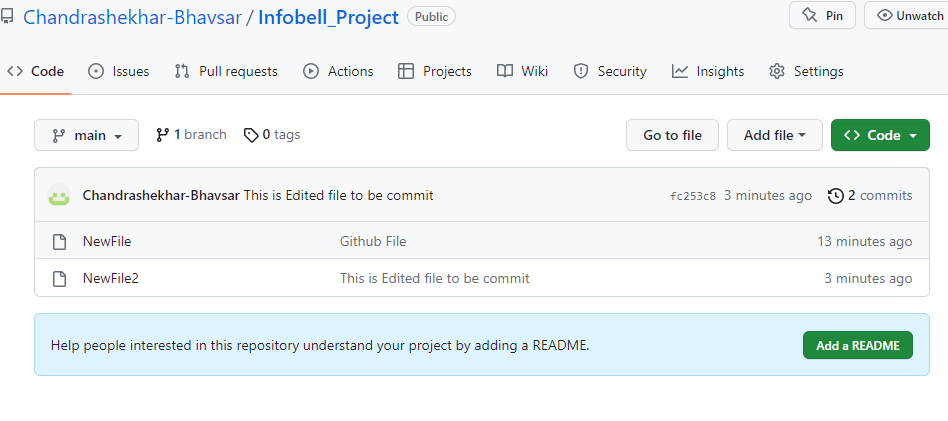 Chandrashekhar-Bhavsar / Infobell_Project Public Pin Unwatch
<> Code Issues Pull requests Actions Projects Wiki Security Insights Settings
main 1 branch 0 tags Go to file Add file <> Code
Chandrashekhar-Bhavsar This is Edited file to be commit fc253c8 3 minutes ago 2 commits
NewFile Github File 13 minutes ago
NewFile2 This is Edited file to be commit 3 minutes ago
Help people interested in this repository understand your project by adding a README. Add a README